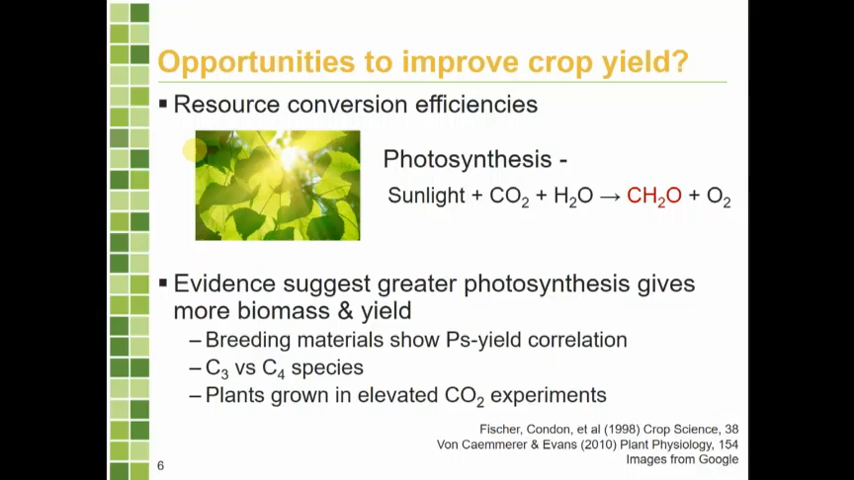 Opportunities to improve crop yield?
▪ Resource conversion efficiencies
Photosynthesis -
Sunlight + CO₂ + H₂O → CH₂O + O₂
▪ Evidence suggest greater photosynthesis gives
more biomass & yield
– Breeding materials show Ps-yield correlation
– C₃ vs C₄ species
– Plants grown in elevated CO₂ experiments
Fischer, Condon, et al (1998) Crop Science, 38
Von Caemmerer & Evans (2010) Plant Physiology, 154
Images from Google
6